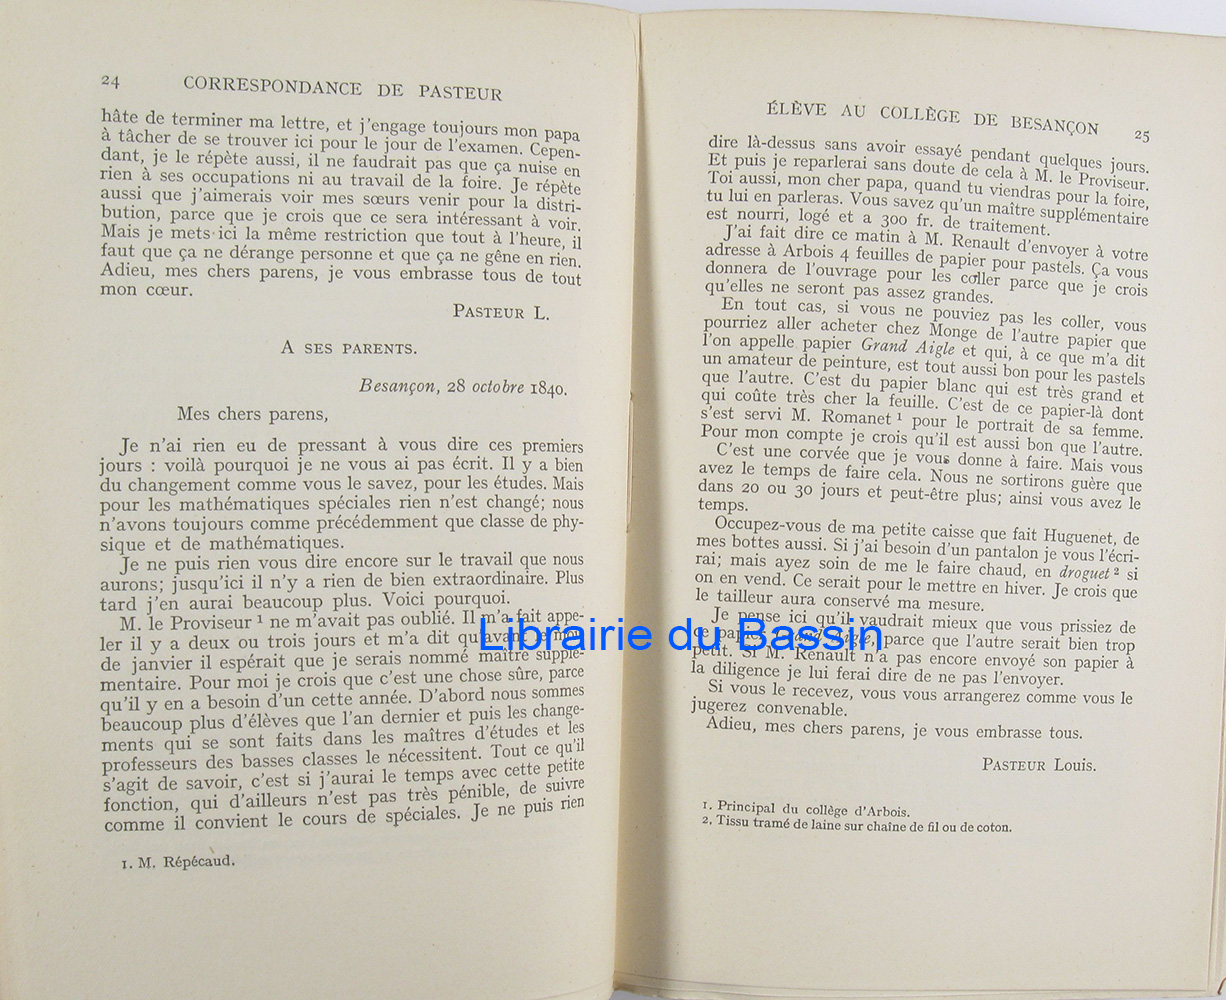 24 CORRESPONDANCE DE PASTEUR
hâte de terminer ma lettre, et j'engage toujours mon papa
à tâcher de se trouver ici pour le jour de l'examen. Cepen-
dant, je le répète aussi, il ne faudrait pas que ça nuise en
rien à ses occupations ni au travail de la foire. Je répète
aussi que j'aimerais voir mes sœurs venir pour la distri-
bution, parce que je crois que ce sera intéressant à voir.
Mais je mets ici la même restriction que tout à l'heure, il
faut que ça ne dérange personne et que ça ne gêne en rien.
Adieu, mes chers parens, je vous embrasse tous de tout
mon cœur.
PASTEUR L.
A SES PARENTS.
Besançon, 28 octobre 1840.
Mes chers parens,
Je n'ai rien eu de pressant à vous dire ces premiers
jours : voilà pourquoi je ne vous ai pas écrit. Il y a bien
du changement comme vous le savez, pour les études. Mais
pour les mathématiques spéciales rien n'est changé; nous
n'avons toujours comme précédemment que classe de phy-
sique et de mathématiques.
Je ne puis rien vous dire encore sur le travail que nous
aurons; jusqu'ici il n'y a rien de bien extraordinaire. Plus
tard j'en aurai beaucoup plus. Voici pourquoi.
M. le Proviseur 1 ne m'avait pas oublié. Il m'a fait appe-
ler il y a deux ou trois jours et m'a dit qu'avant le mois
de janvier il espérait que je serais nommé maître supplé-
mentaire. Pour moi je crois que c'est une chose sûre, parce
qu'il y en a besoin d'un cette année. D'abord nous sommes
beaucoup plus d'élèves que l'an dernier et puis les change-
ments qui se sont faits dans les maîtres d'études et les
professeurs des basses classes le nécessitent. Tout ce qu'il
s'agit de savoir, c'est si j'aurai le temps avec cette petite
fonction, qui d'ailleurs n'est pas très pénible, de suivre
comme il convient le cours de spéciales. Je ne puis rien
1. M. Répécaud.
ÉLÈVE AU COLLÈGE DE BESANÇON 25
dire là-dessus sans avoir essayé pendant quelques jours.
Et puis je reparlerai sans doute de cela à M. le Proviseur.
Toi aussi, mon cher papa, quand tu viendras pour la foire,
tu lui en parleras. Vous savez qu'un maître supplémentaire
est nourri, logé et a 300 fr. de traitement.
J'ai fait dire ce matin à M. Renault d'envoyer à votre
adresse à Arbois 4 feuilles de papier pour pastels. Ça vous
donnera de l'ouvrage pour les coller parce que je crois
qu'elles ne seront pas assez grandes.
En tout cas, si vous ne pouviez pas les coller, vous
pourriez aller acheter chez Monge de l'autre papier que
l'on appelle papier Grand Aigle et qui, à ce que m'a dit
un amateur de peinture, est tout aussi bon pour les pastels
que l'autre. C'est du papier blanc qui est très grand et
qui coûte très cher la feuille. C'est de ce papier-là dont
s'est servi M. Romanet 1 pour le portrait de sa femme.
Pour mon compte je crois qu'il est aussi bon que l'autre.
C'est une corvée que je vous donne à faire. Mais vous
avez le temps de faire cela. Nous ne sortirons guère que
dans 20 ou 30 jours et peut-être plus; ainsi vous avez le
temps.
Occupez-vous de ma petite caisse que fait Huguenet, de
mes bottes aussi. Si j'ai besoin d'un pantalon je vous l'écri-
rai; mais ayez soin de me le faire chaud, en droguet 2 si
on en vend. Ce serait pour le mettre en hiver. Je crois que
le tailleur aura conservé ma mesure.
Je pense ici qu'il vaudrait mieux que vous prissiez de
ce papier Grand Aigle, parce que l'autre serait bien trop
petit. Si M. Renault n'a pas encore envoyé son papier à
la diligence je lui ferai dire de ne pas l'envoyer.
Si vous le recevez, vous vous arrangerez comme vous le
jugerez convenable.
Adieu, mes chers parens, je vous embrasse tous.
PASTEUR Louis.
1. Principal du collège d'Arbois.
2. Tissu tramé de laine sur chaîne de fil ou de coton.
Librairie du Bassin